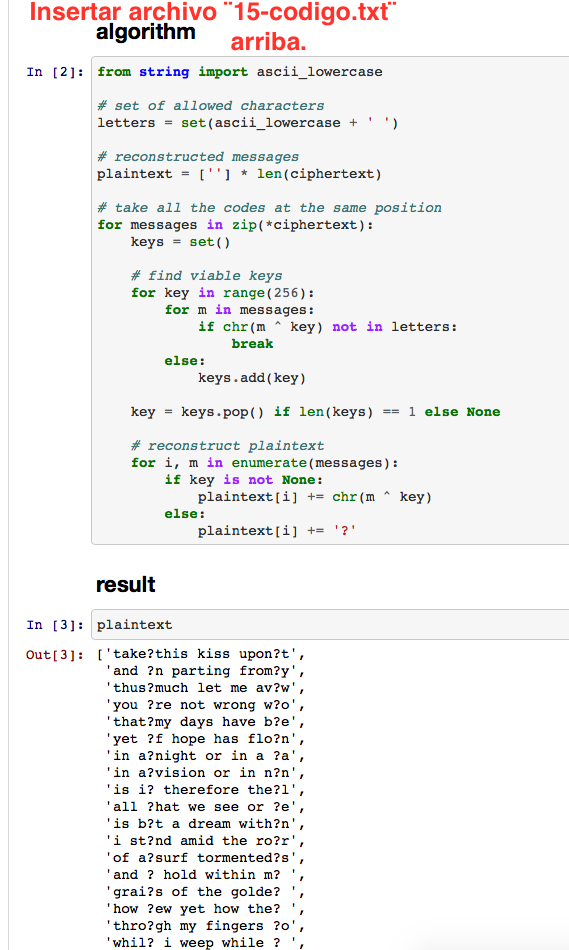 Insertar archivo ¨15-codigo.txt¨
algorithm
arriba.
In [2]: from string import ascii_lowercase
# set of allowed characters
letters = set(ascii_lowercase + ' ')
# reconstructed messages
plaintext = [''] * len(ciphertext)
# take all the codes at the same position
for messages in zip(*ciphertext):
    keys = set()
    # find viable keys
    for key in range(256):
        for m in messages:
            if chr(m ^ key) not in letters:
                break
        else:
            keys.add(key)
    key = keys.pop() if len(keys) == 1 else None
    # reconstruct plaintext
    for i, m in enumerate(messages):
        if key is not None:
            plaintext[i] += chr(m ^ key)
        else:
            plaintext[i] += '?'
result
In [3]: plaintext
Out[3]: ['take?this kiss upon?t',
'and ?n parting from?y',
'thus?much let me av?w',
'you ?re not wrong w?o',
'that?my days have b?e',
'yet ?f hope has flo?n',
'in a?night or in a ?a',
'in a?vision or in n?n',
'is i? therefore the?l',
'all ?hat we see or ?e',
'is b?t a dream with?n',
'i st?nd amid the ro?r',
'of a?surf tormented?s',
'and ? hold within m? ',
'grai?s of the golde? ',
'how ?ew yet how the? ',
'thro?gh my fingers ?o',
'whil? i weep while ? ',